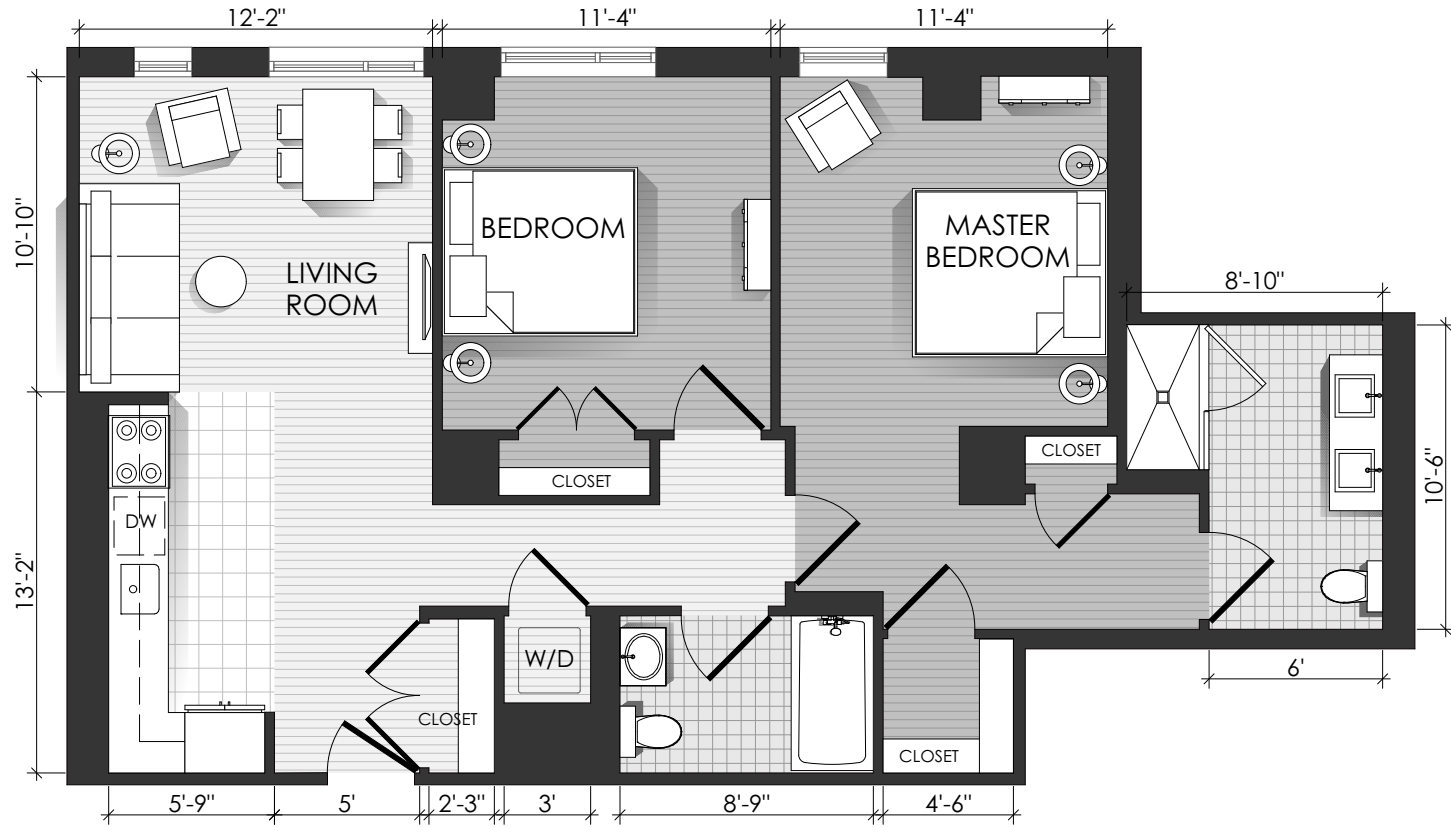 12'-2"
11'-4"
11'-4"
10'-10"
BEDROOM
MASTER
BEDROOM
LIVING
ROOM
8'-10"
CLOSET
CLOSET
10'-6"
DW
13'-2"
W/D
6'
CLOSET
CLOSET
5'-9"
5'
2'-3"
3'
8'-9"
4'-6"